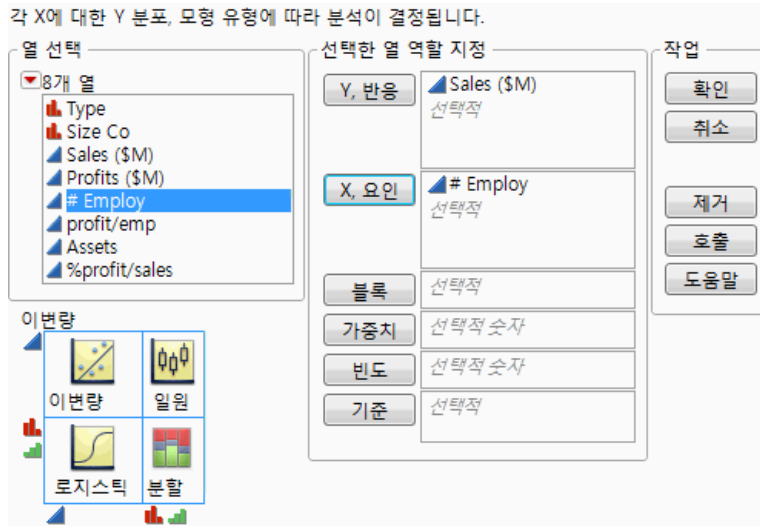 각 X에 대한 Y 분포, 모형 유형에 따라 분석이 결정됩니다.
열 선택
8개 열
Type
Size Co
Sales ($M)
Profits ($M)
# Employ
profit/emp
Assets
%profit/sales
이변량
이변량
일원
로지스틱
분할
선택한 열 역할 지정
Y, 반응
Sales ($M)
선택적
X, 요인
# Employ
선택적
블록
선택적
가중치
선택적 숫자
빈도
선택적 숫자
기준
선택적
작업
확인
취소
제거
호출
도움말